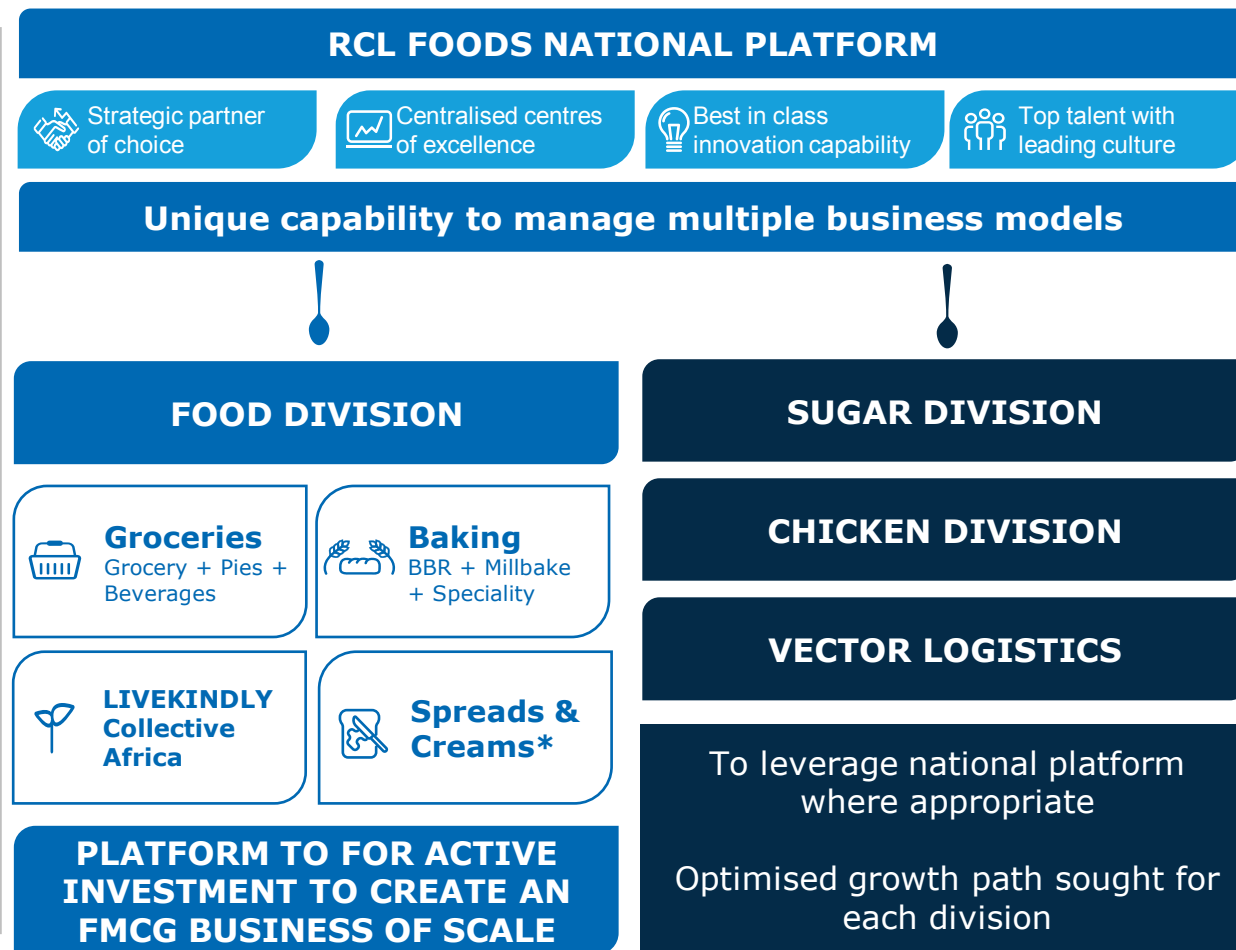 RCL FOODS NATIONAL PLATFORM
Strategic partner
of choice
Centralised centres
of excellence
Best in class
innovation capability
Top talent with
leading culture
Unique capability to manage multiple business models
FOOD DIVISION
Groceries
Grocery + Pies +
Beverages
Baking
BBR + Millbake
+ Speciality
LIVEKINDLY
Collective
Africa
Spreads &
Creams*
PLATFORM TO FOR ACTIVE
INVESTMENT TO CREATE AN
FMCG BUSINESS OF SCALE
SUGAR DIVISION
CHICKEN DIVISION
VECTOR LOGISTICS
To leverage national platform
where appropriate
Optimised growth path sought for
each division